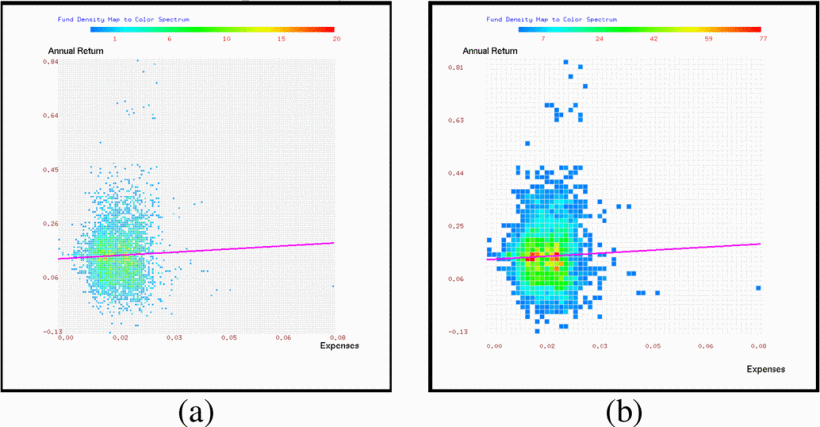 Fund Density Map to Color Spectrum
1 6 10 15 20
Annual Return
0.84
0.64
0.45
0.26
0.06
-0.13
0.00 0.02 0.03 0.05 0.06 0.08
Expenses
(a)
Fund Density Map to Color Spectrum
7 24 42 59 77
Annual Return
0.81
0.63
0.44
0.25
0.06
-0.13
0.00 0.02 0.03 0.05 0.06 0.08
Expenses
(b)